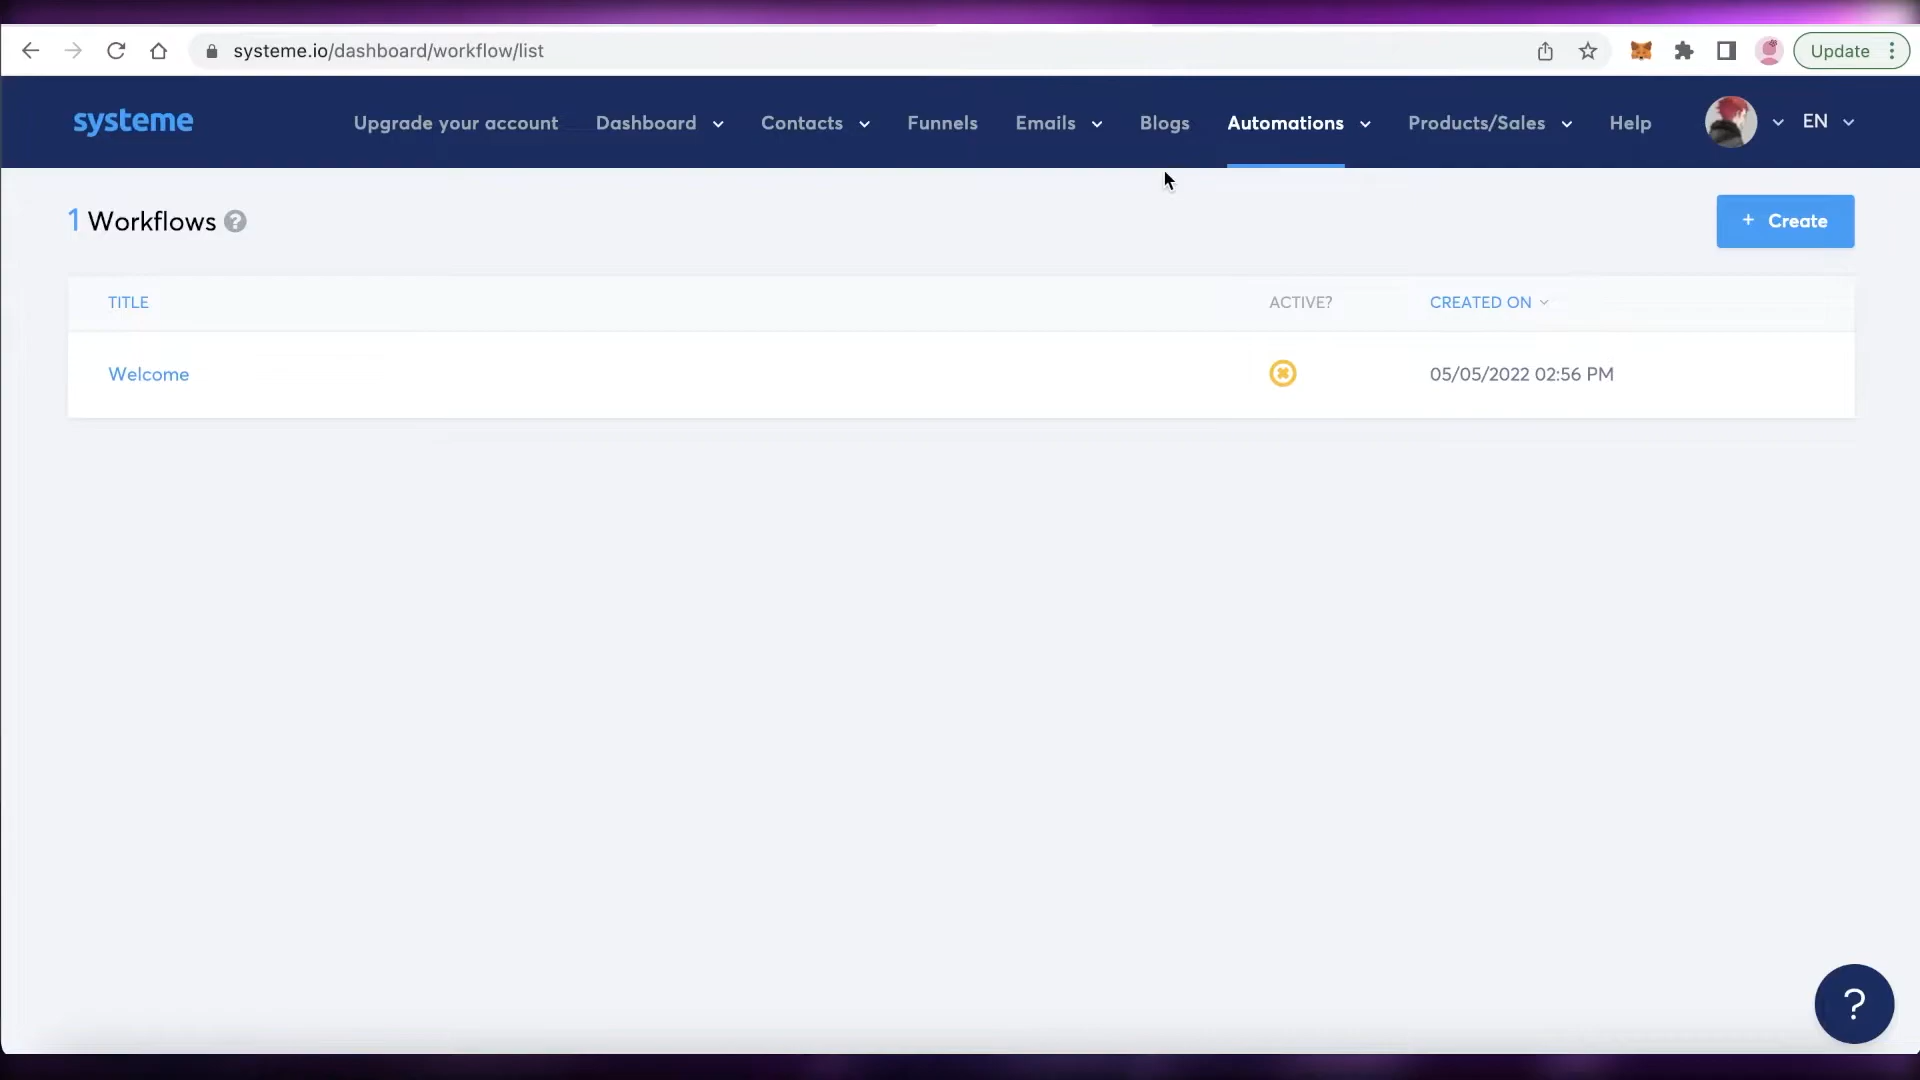 systeme.io/dashboard/workflow/list
Update
systeme
Upgrade your account
Dashboard
Contacts
Funnels
Emails
Blogs
Automations
Products/Sales
Help
EN
1 Workflows ?
+ Create
TITLE
ACTIVE?
CREATED ON
Welcome
05/05/2022 02:56 PM
?